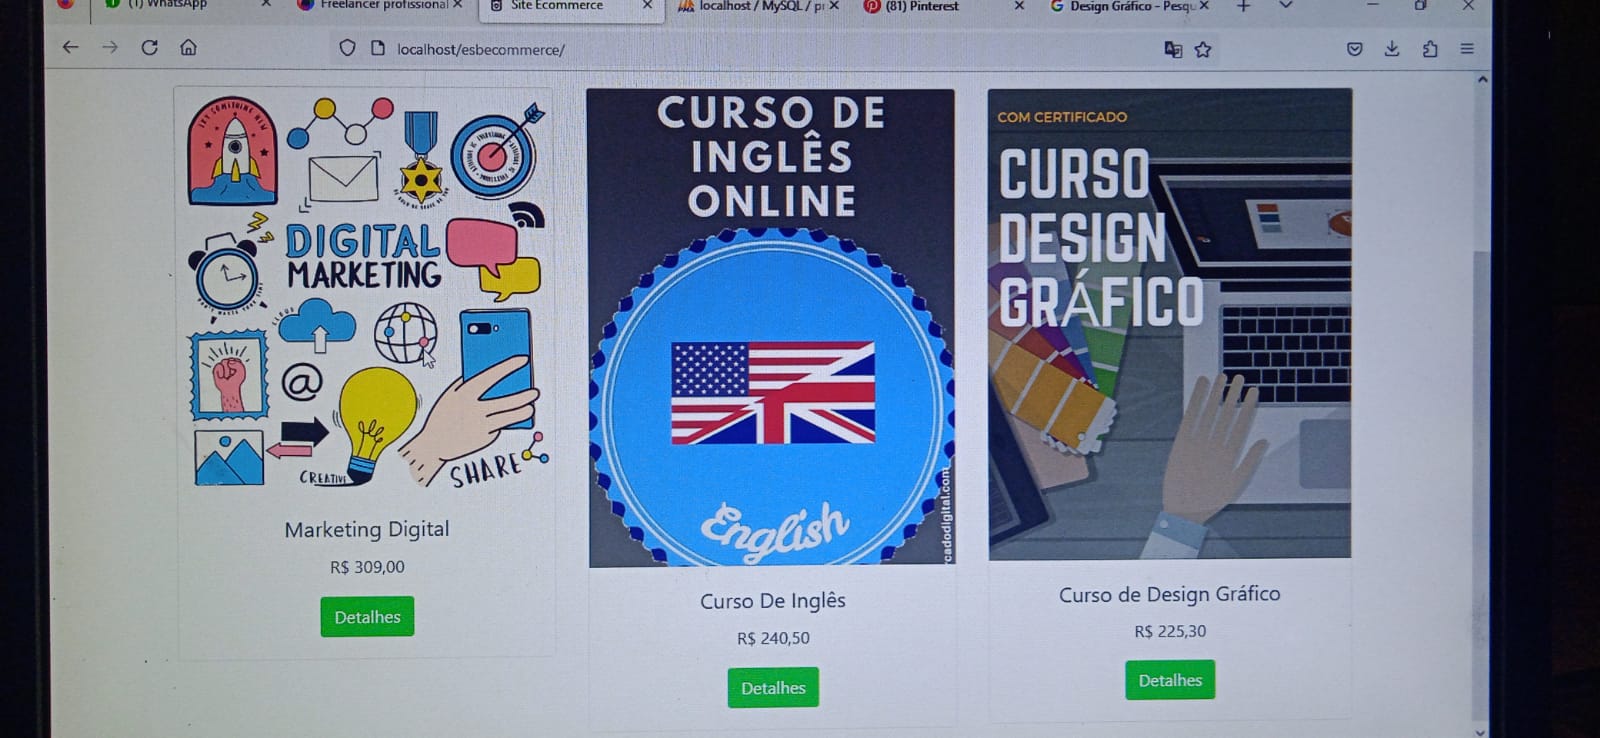 (1) WhatsApp
Freelancer profissional
Site Ecommerce
localhost / MySQL / p
(81) Pinterest
Design Gráfico - Pesqu
localhost/esbecommerce/
DIGITAL
MARKETING
CLOUD
@
CREATIVE
SHARE
Marketing Digital
R$ 309,00
Detalhes
CURSO DE
INGLÊS
ONLINE
English
cadodigital.com
Curso De Inglês
R$ 240,50
Detalhes
COM CERTIFICADO
CURSO
DESIGN
GRÁFICO
Curso de Design Gráfico
R$ 225,30
Detalhes